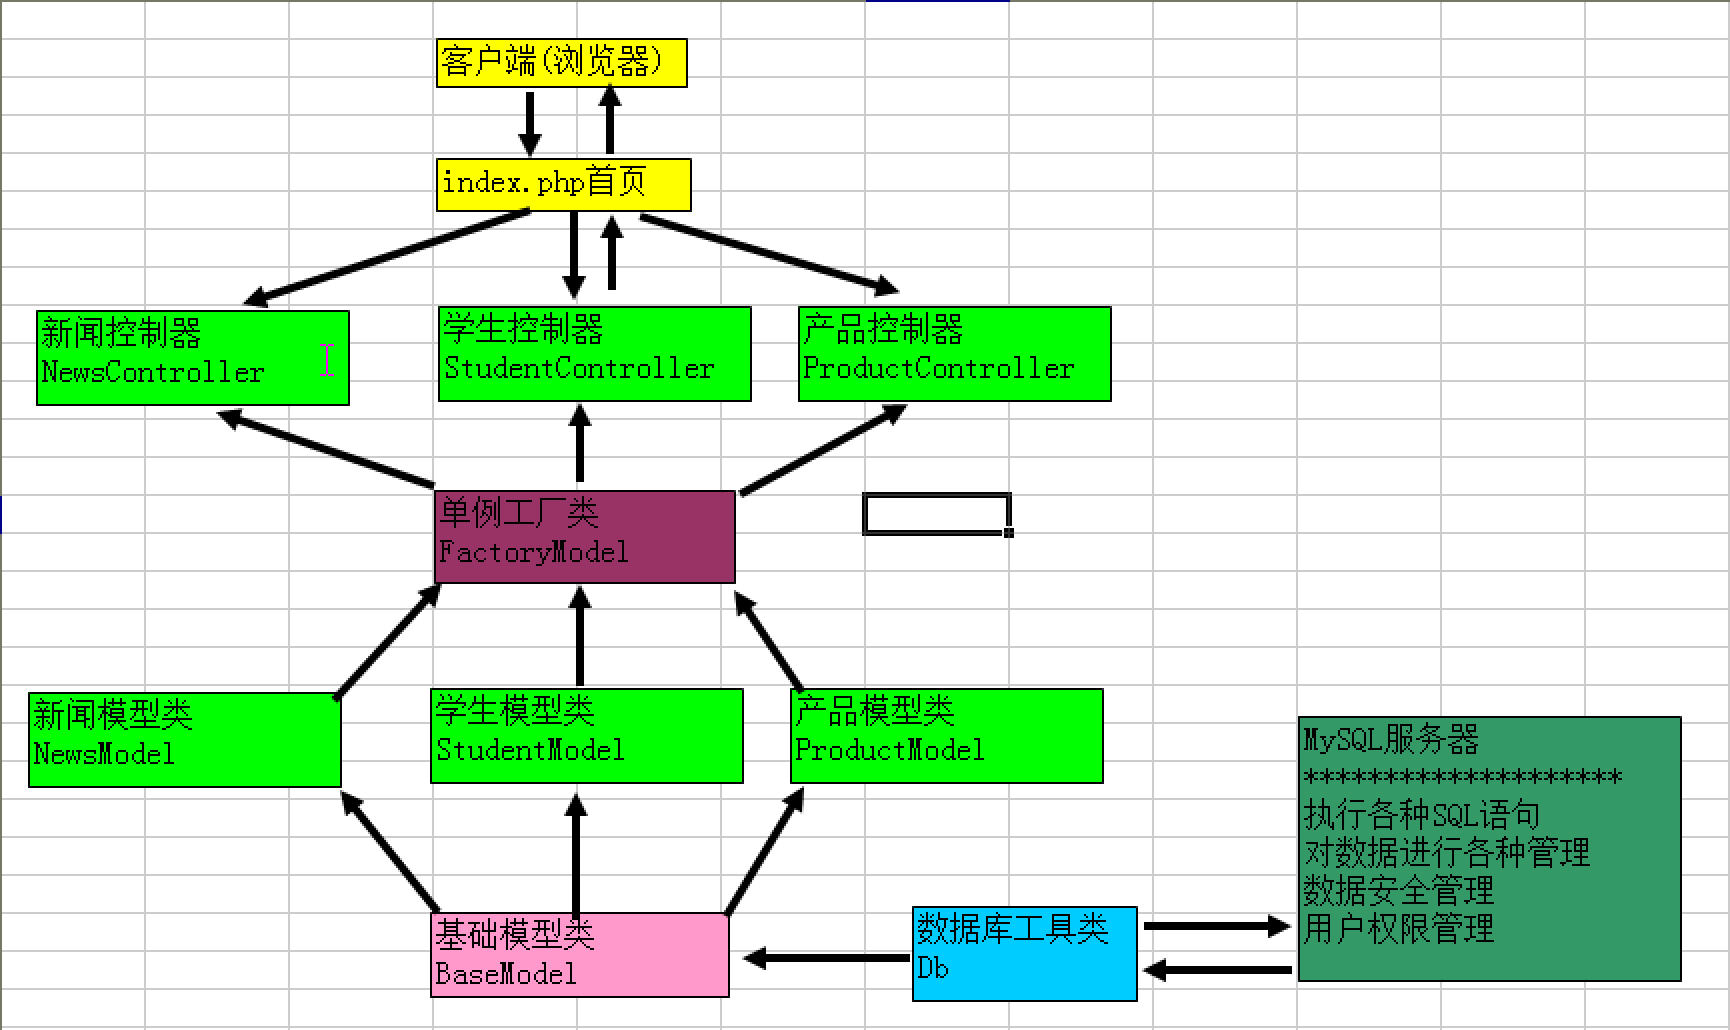 客户端(浏览器)
index.php首页
新闻控制器
NewsController
学生控制器
StudentController
产品控制器
ProductController
单例工厂类
FactoryModel
新闻模型类
NewsModel
学生模型类
StudentModel
产品模型类
ProductModel
MySQL服务器
********************
执行各种SQL语句
对数据进行各种管理
数据安全管理
用户权限管理
基础模型类
BaseModel
数据库工具类
Db